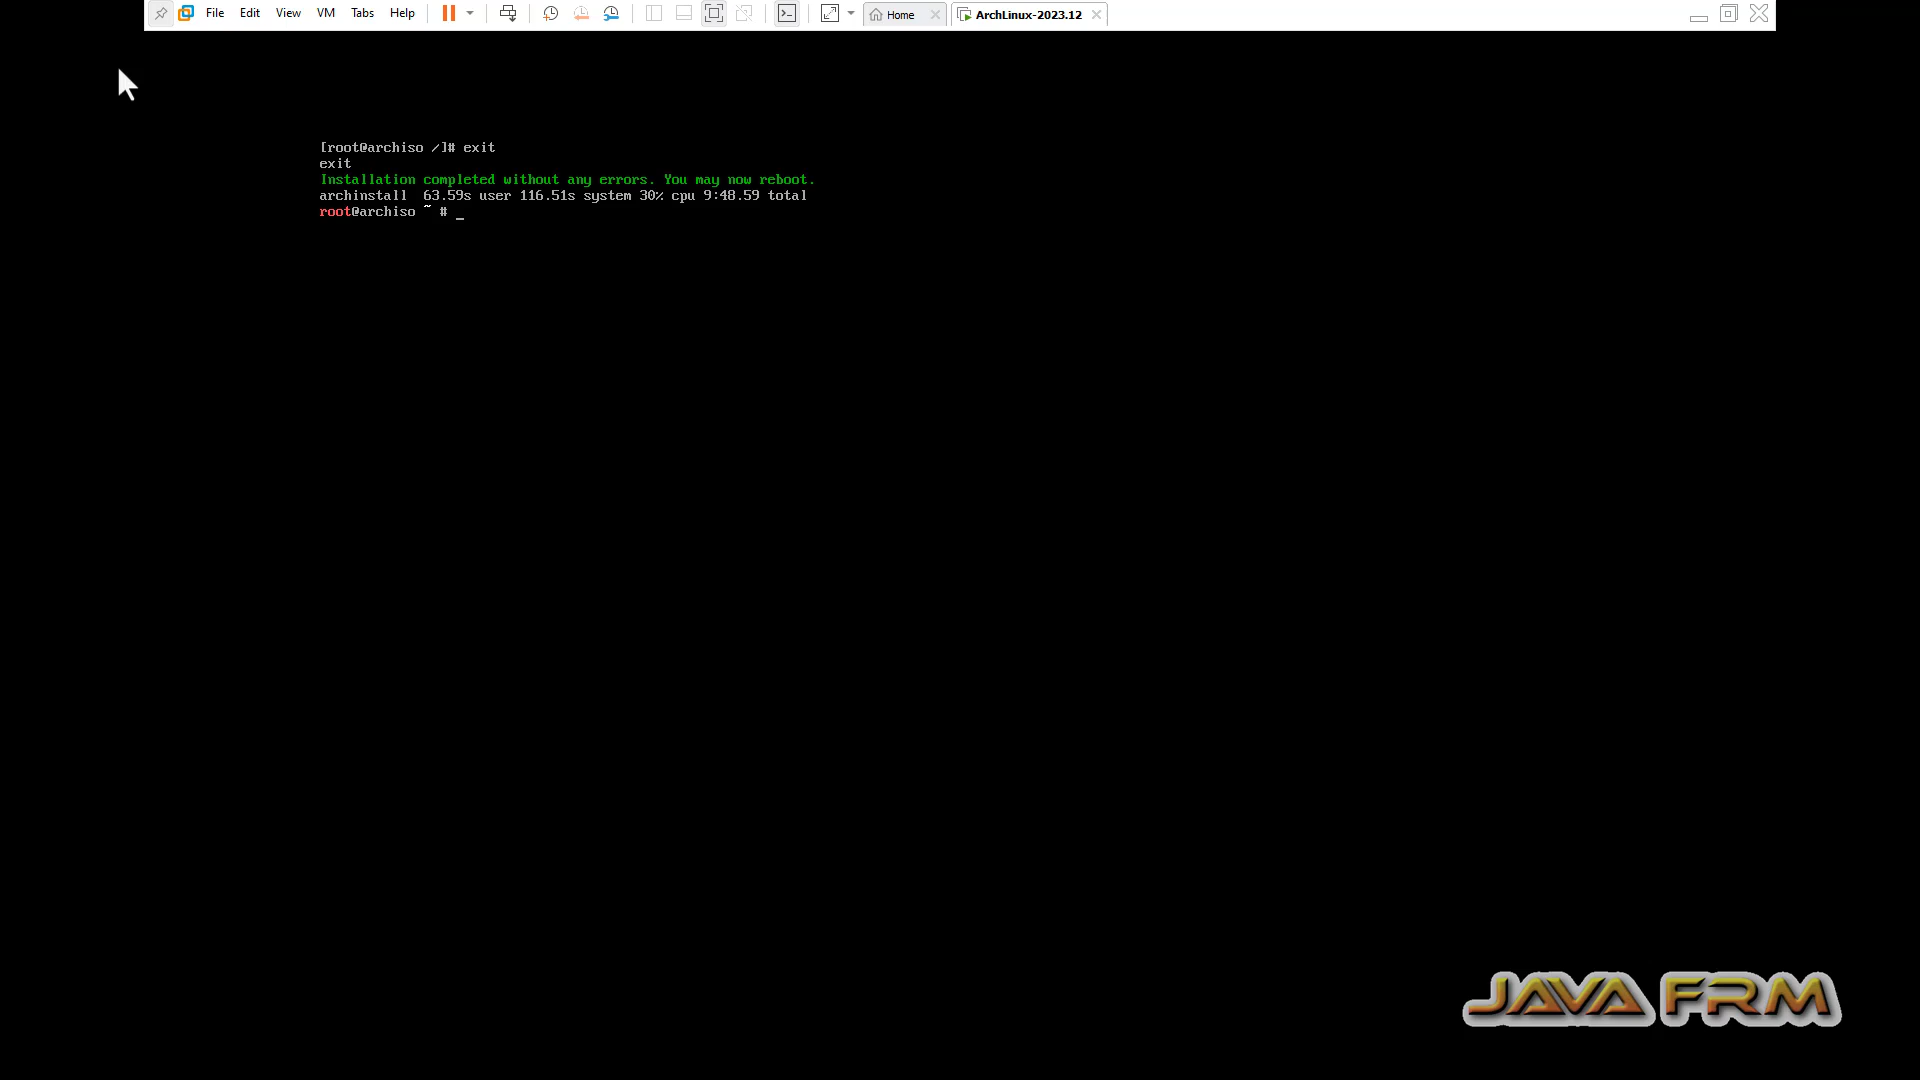 File Edit View VM Tabs Help Home ArchLinux-2023.12
[root@archiso /]# exit
exit
Installation completed without any errors. You may now reboot.
archinstall  63.59s user 116.51s system 30% cpu 9:48.59 total
root@archiso ~ # _
JAVA FRM